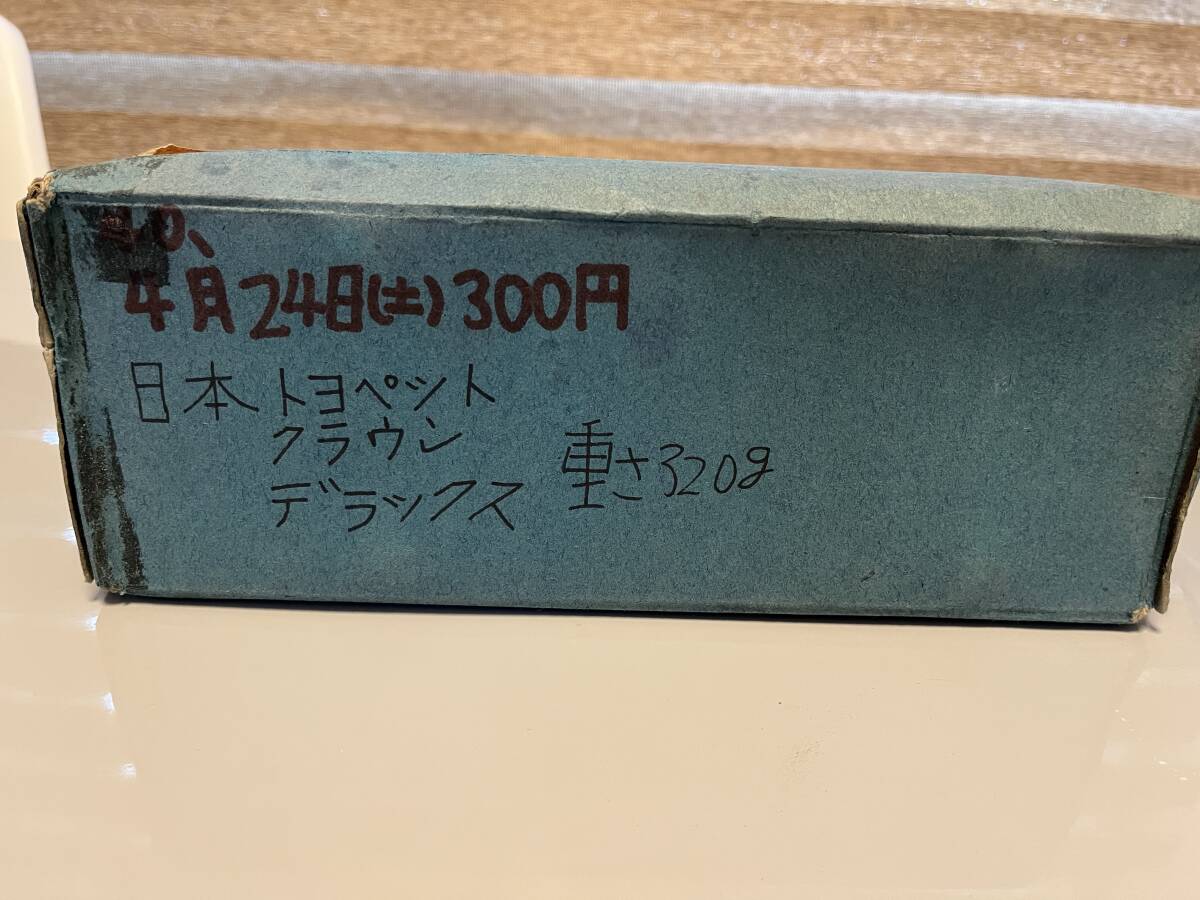 40、
4月24日(土)300円
日本トヨペット
クラウン
デラックス
重さ320g